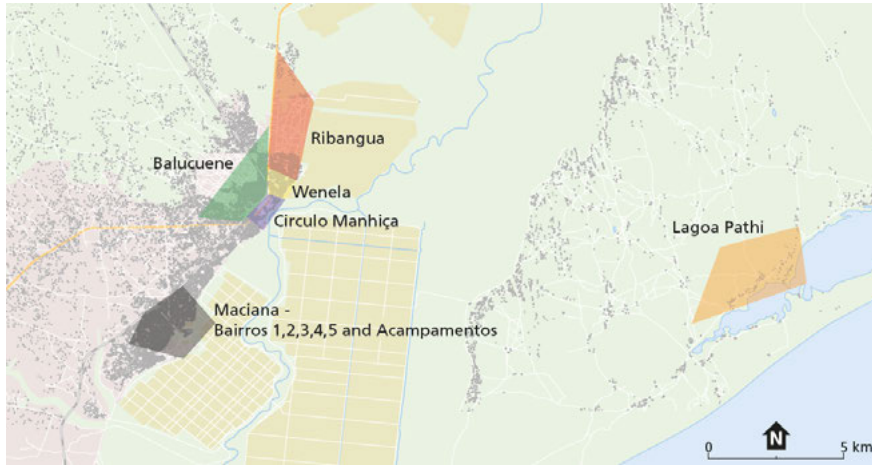 Ribangua
Balucuene
Wenela
Circulo Manhiça
Lagoa Pathi
Maciana -
Bairros 1,2,3,4,5 and Acampamentos
N
0 5 km